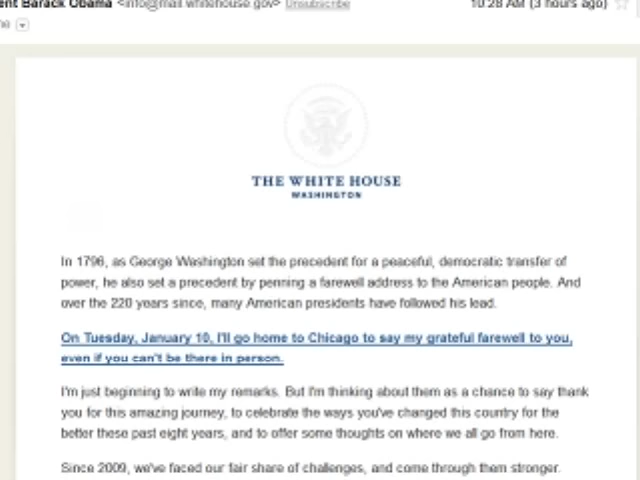 Barack Obama <info@mail.whitehouse.gov> Unsubscribe 10:28 AM (3 hours ago)
THE WHITE HOUSE
WASHINGTON
In 1796, as George Washington set the precedent for a peaceful, democratic transfer of
power, he also set a precedent by penning a farewell address to the American people. And
over the 220 years since, many American presidents have followed his lead.
On Tuesday, January 10, I'll go home to Chicago to say my grateful farewell to you,
even if you can't be there in person.
I'm just beginning to write my remarks. But I'm thinking about them as a chance to say thank
you for this amazing journey, to celebrate the ways you've changed this country for the
better these past eight years, and to offer some thoughts on where we all go from here.
Since 2009, we've faced our fair share of challenges, and come through them stronger.